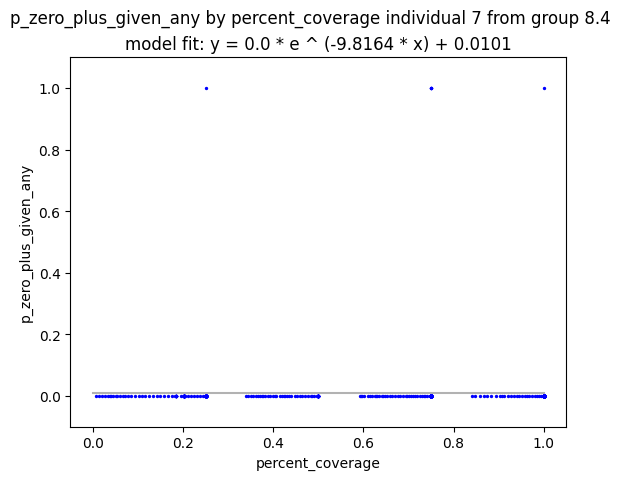 p_zero_plus_given_any by percent_coverage individual 7 from group 8.4
model fit: y = 0.0 * e ^ (-9.8164 * x) + 0.0101
1.0
0.8
0.6
0.4
0.2
0.0
p_zero_plus_given_any
0.0 0.2 0.4 0.6 0.8 1.0
percent_coverage